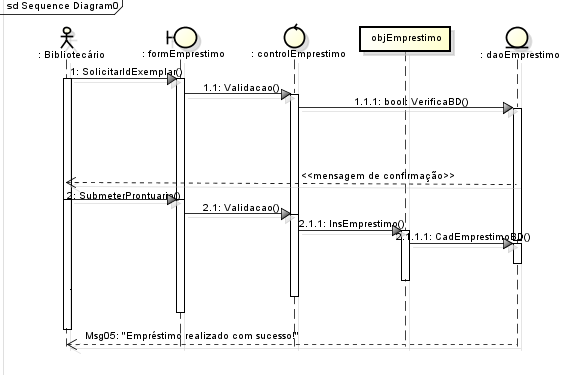 sd Sequence Diagram0
objEmprestimo
: Bibliotecário
: formEmprestimo
: controlEmprestimo
: daoEmprestimo
1: SolicitarIdExemplar()
1.1: Validacao()
1.1.1: bool: VerificaBD()
<<mensagem de confirmação>>
2: SubmeterProntuario()
2.1: Validacao()
2.1.1: InsEmprestimo()
2.1.1.1: CadEmprestimoBD()
Msg05: "Empréstimo realizado com sucesso!"